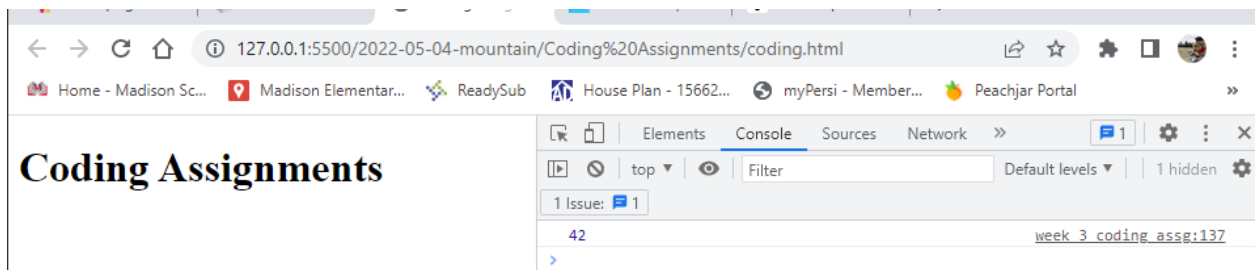 127.0.0.1:5500/2022-05-04-mountain/Coding%20Assignments/coding.html
Home - Madison Sc... Madison Elementar... ReadySub House Plan - 15662... myPersi - Member... Peachjar Portal »
Coding Assignments
Elements Console Sources Network » 1
top Filter Default levels 1 hidden
1 Issue: 1
42 week 3 coding assg:137
>